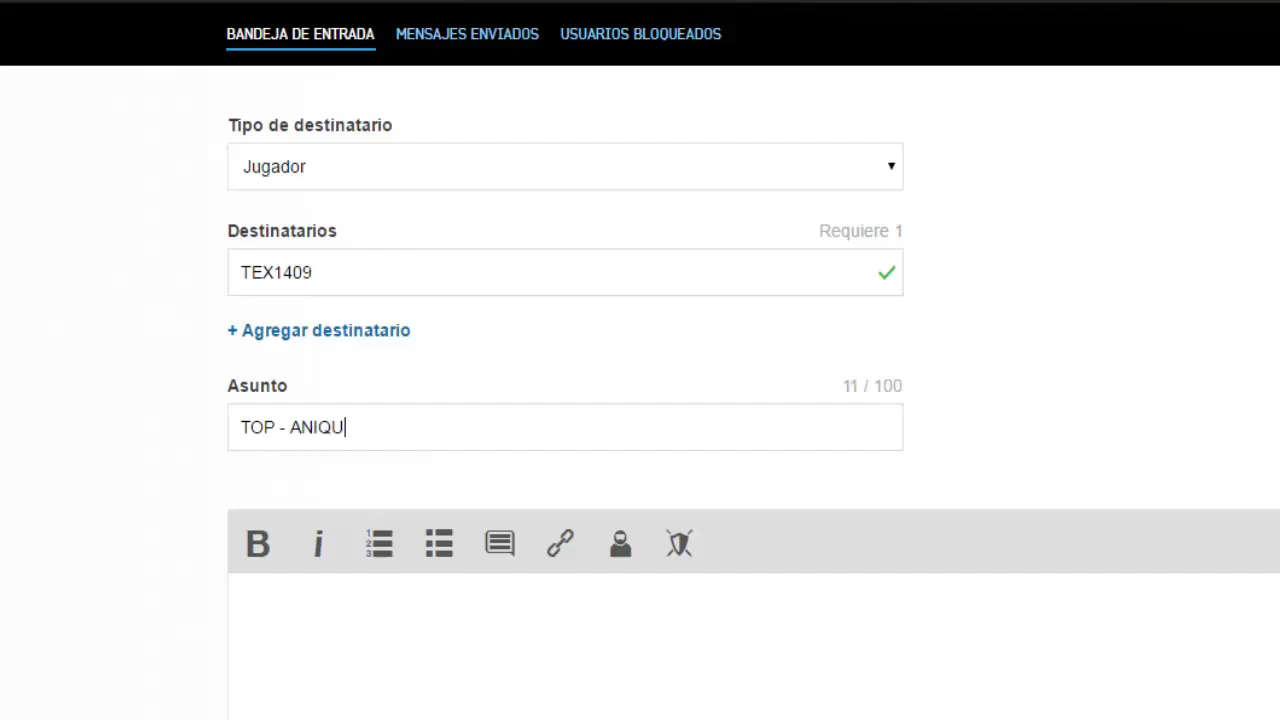 BANDEJA DE ENTRADA MENSAJES ENVIADOS USUARIOS BLOQUEADOS
Tipo de destinatario
Jugador
Destinatarios Requiere 1
TEX1409
+ Agregar destinatario
Asunto 11 / 100
TOP - ANIQU
B i